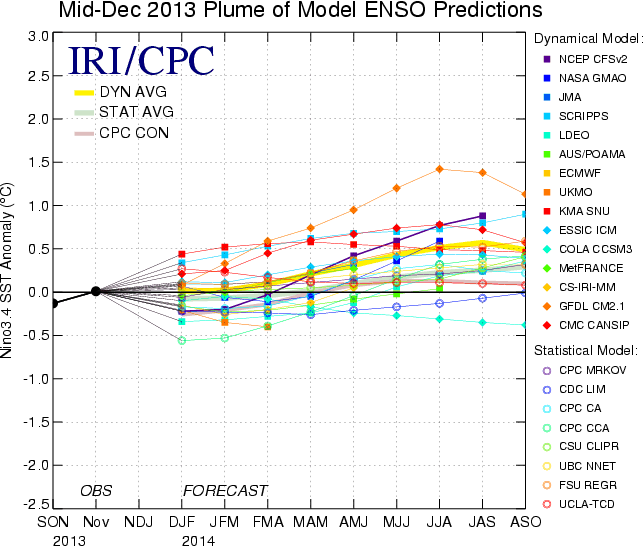 Mid-Dec 2013 Plume of Model ENSO Predictions
IRI/CPC
DYN AVG
STAT AVG
CPC CON
Nino3.4 SST Anomaly (°C)
3.0
2.5
2.0
1.5
1.0
0.5
0.0
-0.5
-1.0
-1.5
-2.0
-2.5
OBS FORECAST
SON Nov NDJ DJF JFM FMA MAM AMJ MJJ JJA JAS ASO
2013 2014
Dynamical Model:
NCEP CFSv2
NASA GMAO
JMA
SCRIPPS
LDEO
AUS/POAMA
ECMWF
UKMO
KMA SNU
ESSIC ICM
COLA CCSM3
MetFRANCE
CS-IRI-MM
GFDL CM2.1
CMC CANSIP
Statistical Model:
CPC MRKOV
CDC LIM
CPC CA
CPC CCA
CSU CLIPR
UBC NNET
FSU REGR
UCLA-TCD